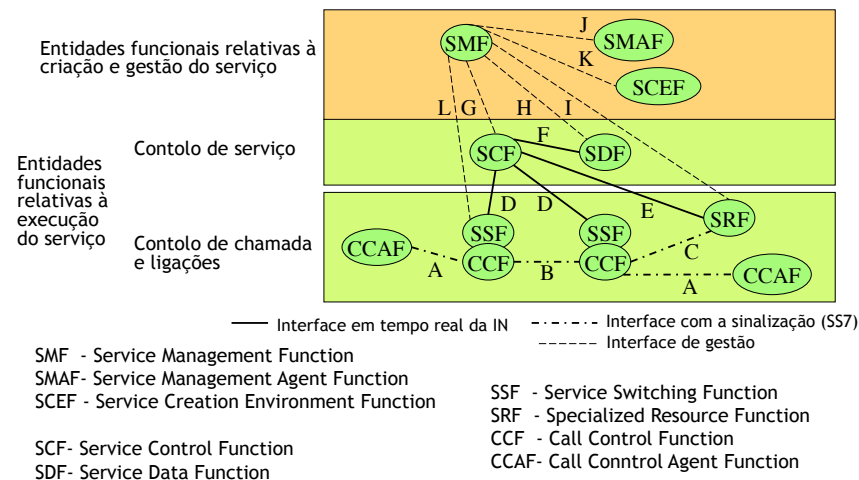 Entidades funcionais relativas à
criação e gestão do serviço
SMF
J
SMAF
K
SCEF
L
G
H
I
Entidades
funcionais
relativas à
execução
do serviço
Contolo de serviço
F
SCF
SDF
D
D
E
Contolo de chamada
e ligações
SSF
SSF
SRF
CCAF
CCF
CCF
A
B
C
A
CCAF
Interface em tempo real da IN
Interface com a sinalização (SS7)
Interface de gestão
SMF - Service Management Function
SMAF- Service Management Agent Function
SCEF - Service Creation Environment Function
SCF- Service Control Function
SDF- Service Data Function
SSF - Service Switching Function
SRF - Specialized Resource Function
CCF - Call Control Function
CCAF- Call Conntrol Agent Function